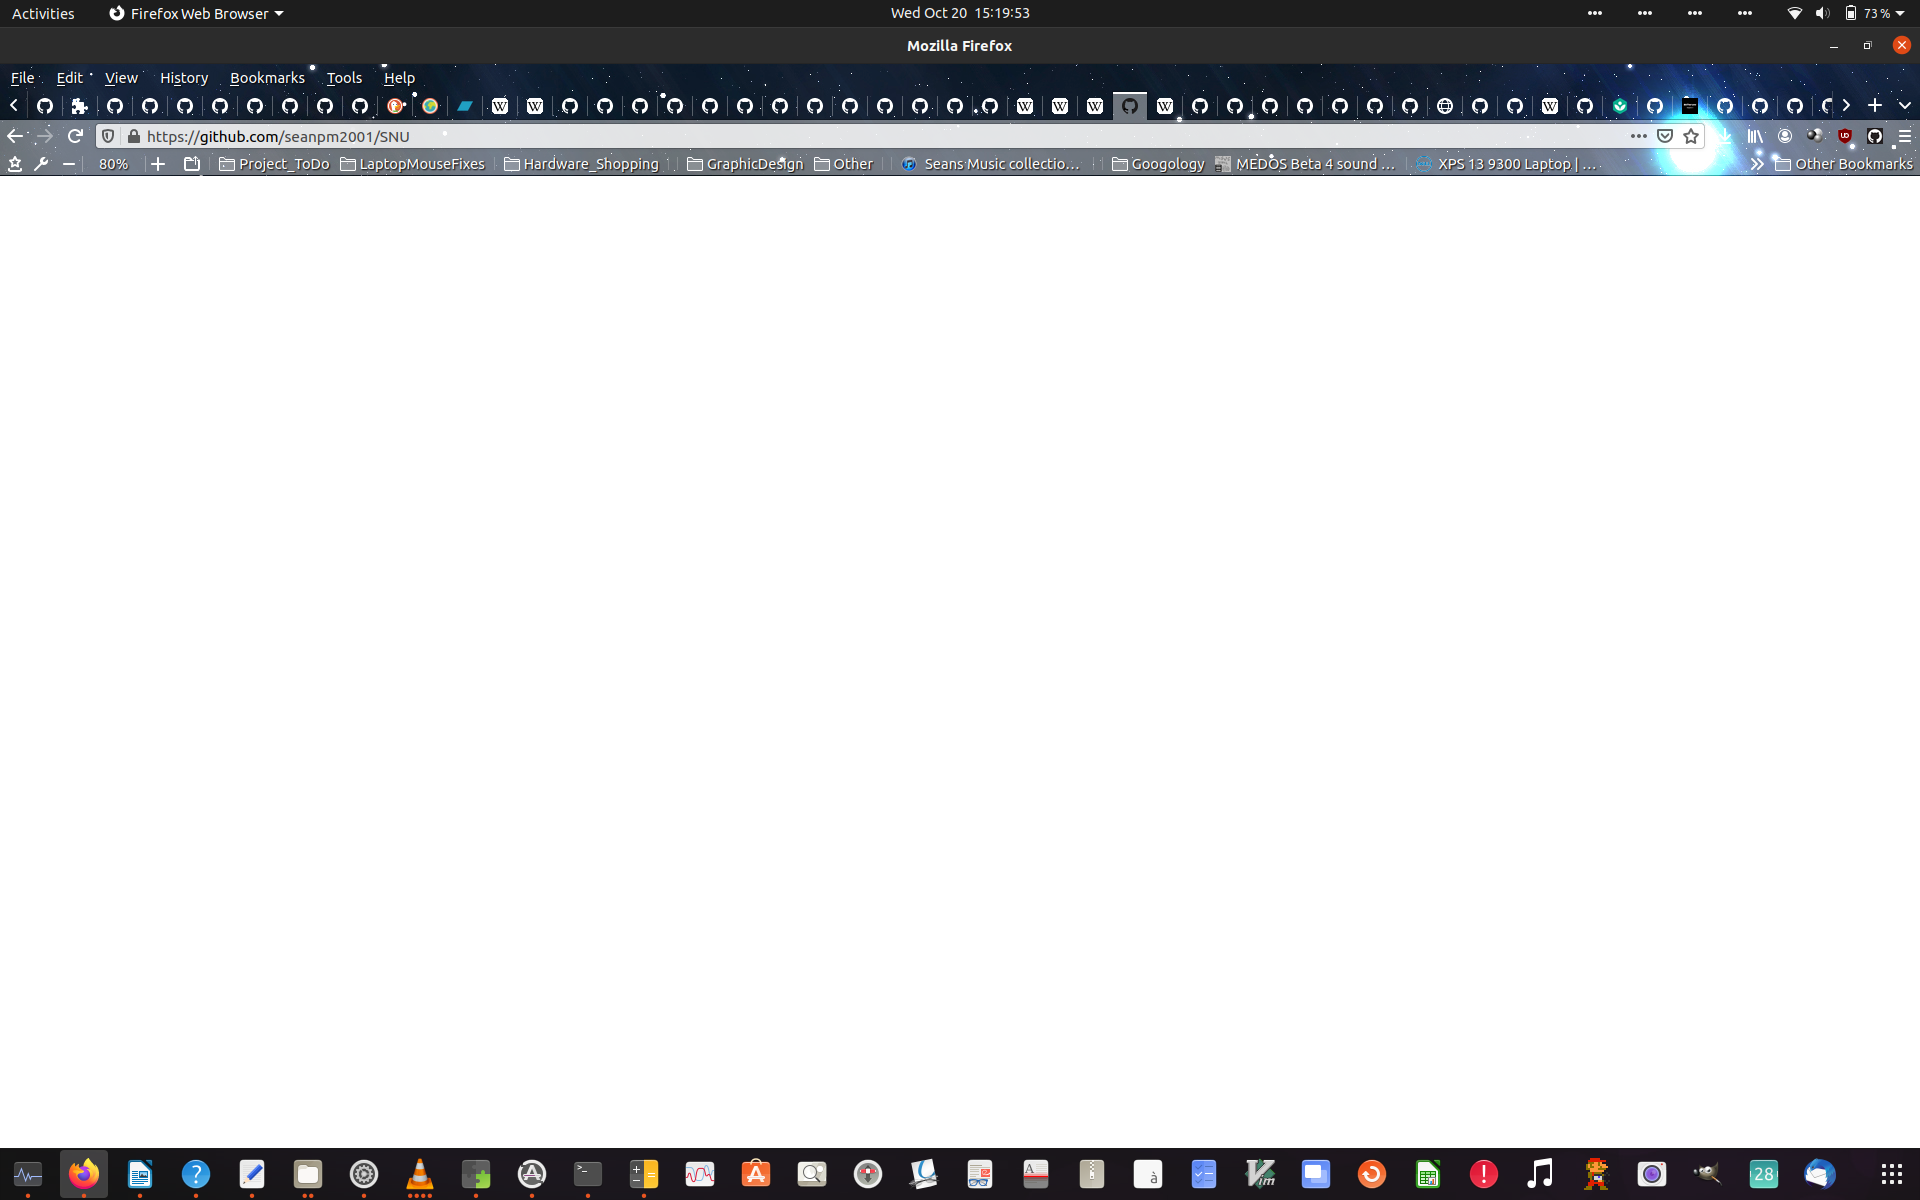 Activities Firefox Web Browser Wed Oct 20 15:19:53 73 %
Mozilla Firefox
File Edit View History Bookmarks Tools Help
https://github.com/seanpm2001/SNU
80% Project_ToDo LaptopMouseFixes Hardware_Shopping GraphicDesign Other Seans Music collectio... Googology MEDOS Beta 4 sound ... XPS 13 9300 Laptop | ... Other Bookmarks
28